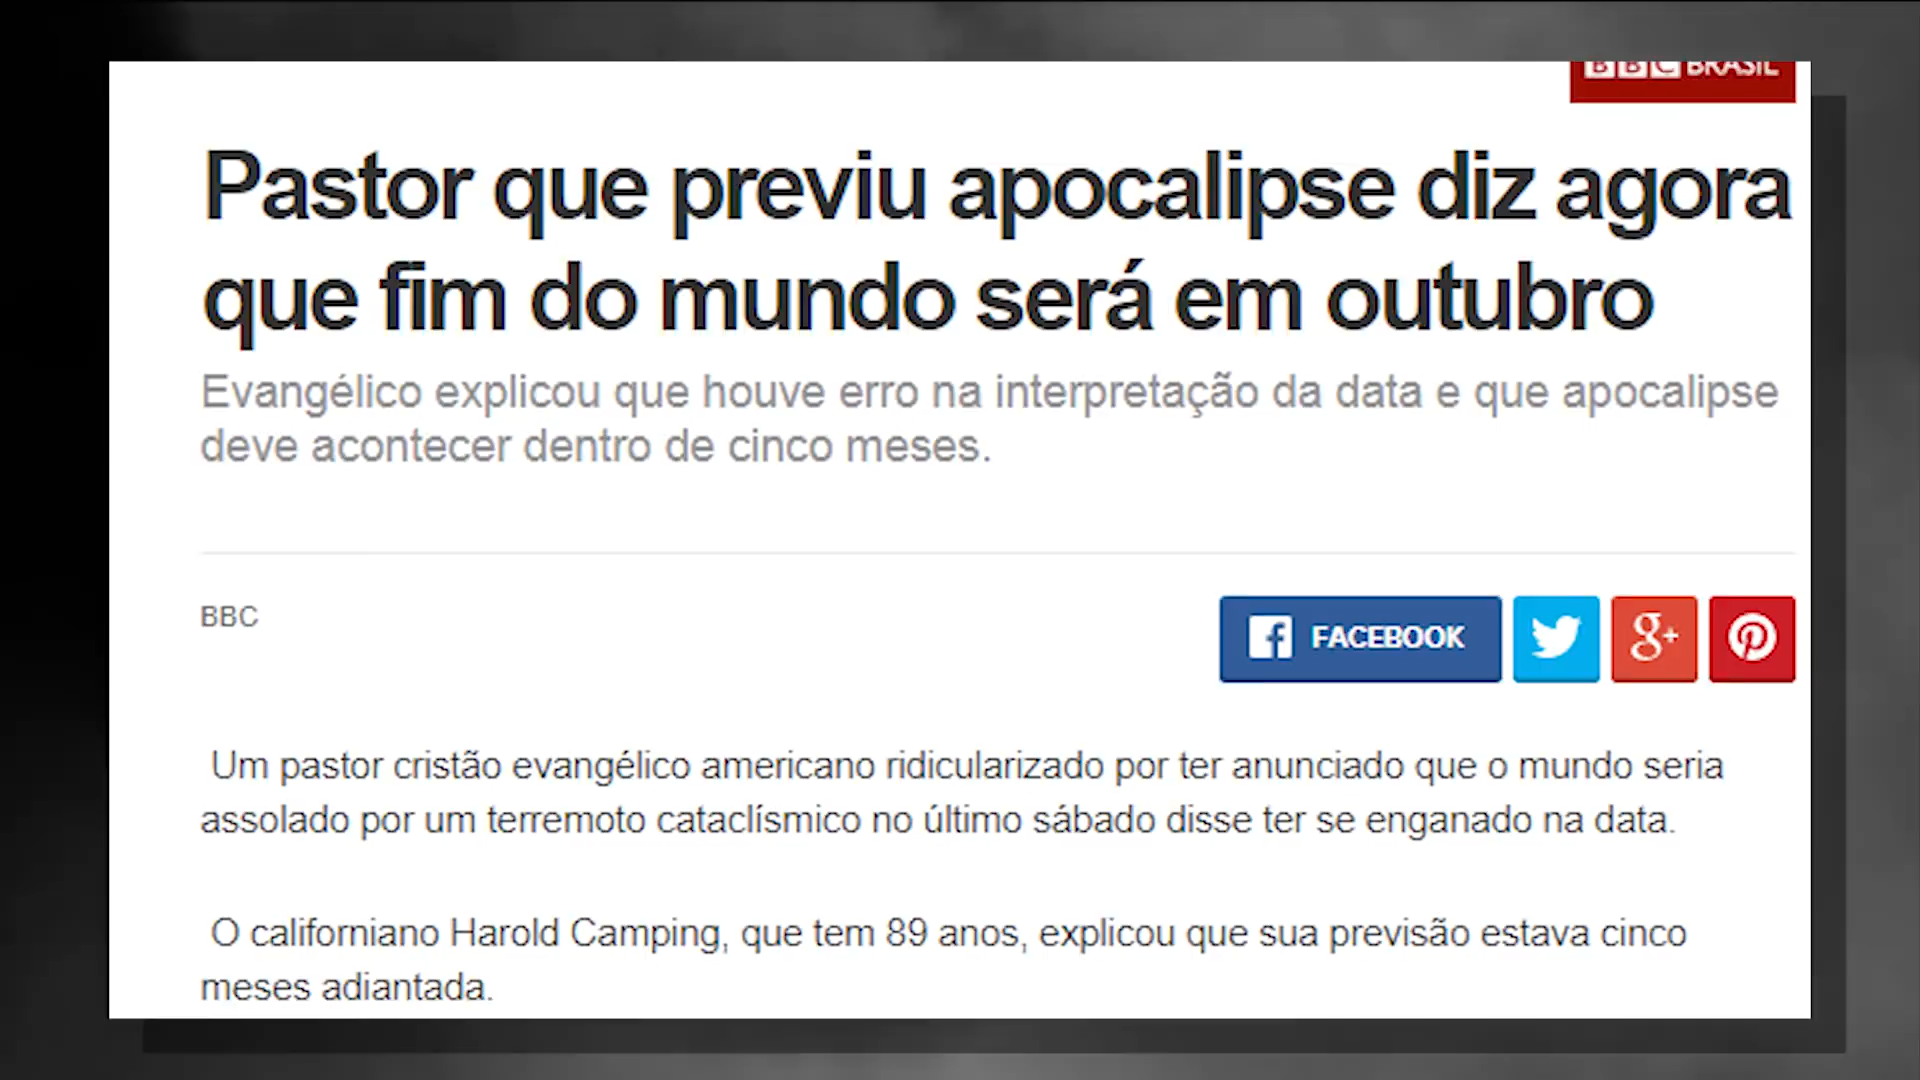 BBC BRASIL
Pastor que previu apocalipse diz agora
que fim do mundo será em outubro
Evangélico explicou que houve erro na interpretação da data e que apocalipse
deve acontecer dentro de cinco meses.
BBC
FACEBOOK
g+
Um pastor cristão evangélico americano ridicularizado por ter anunciado que o mundo seria
assolado por um terremoto cataclísmico no último sábado disse ter se enganado na data.
O californiano Harold Camping, que tem 89 anos, explicou que sua previsão estava cinco
meses adiantada.